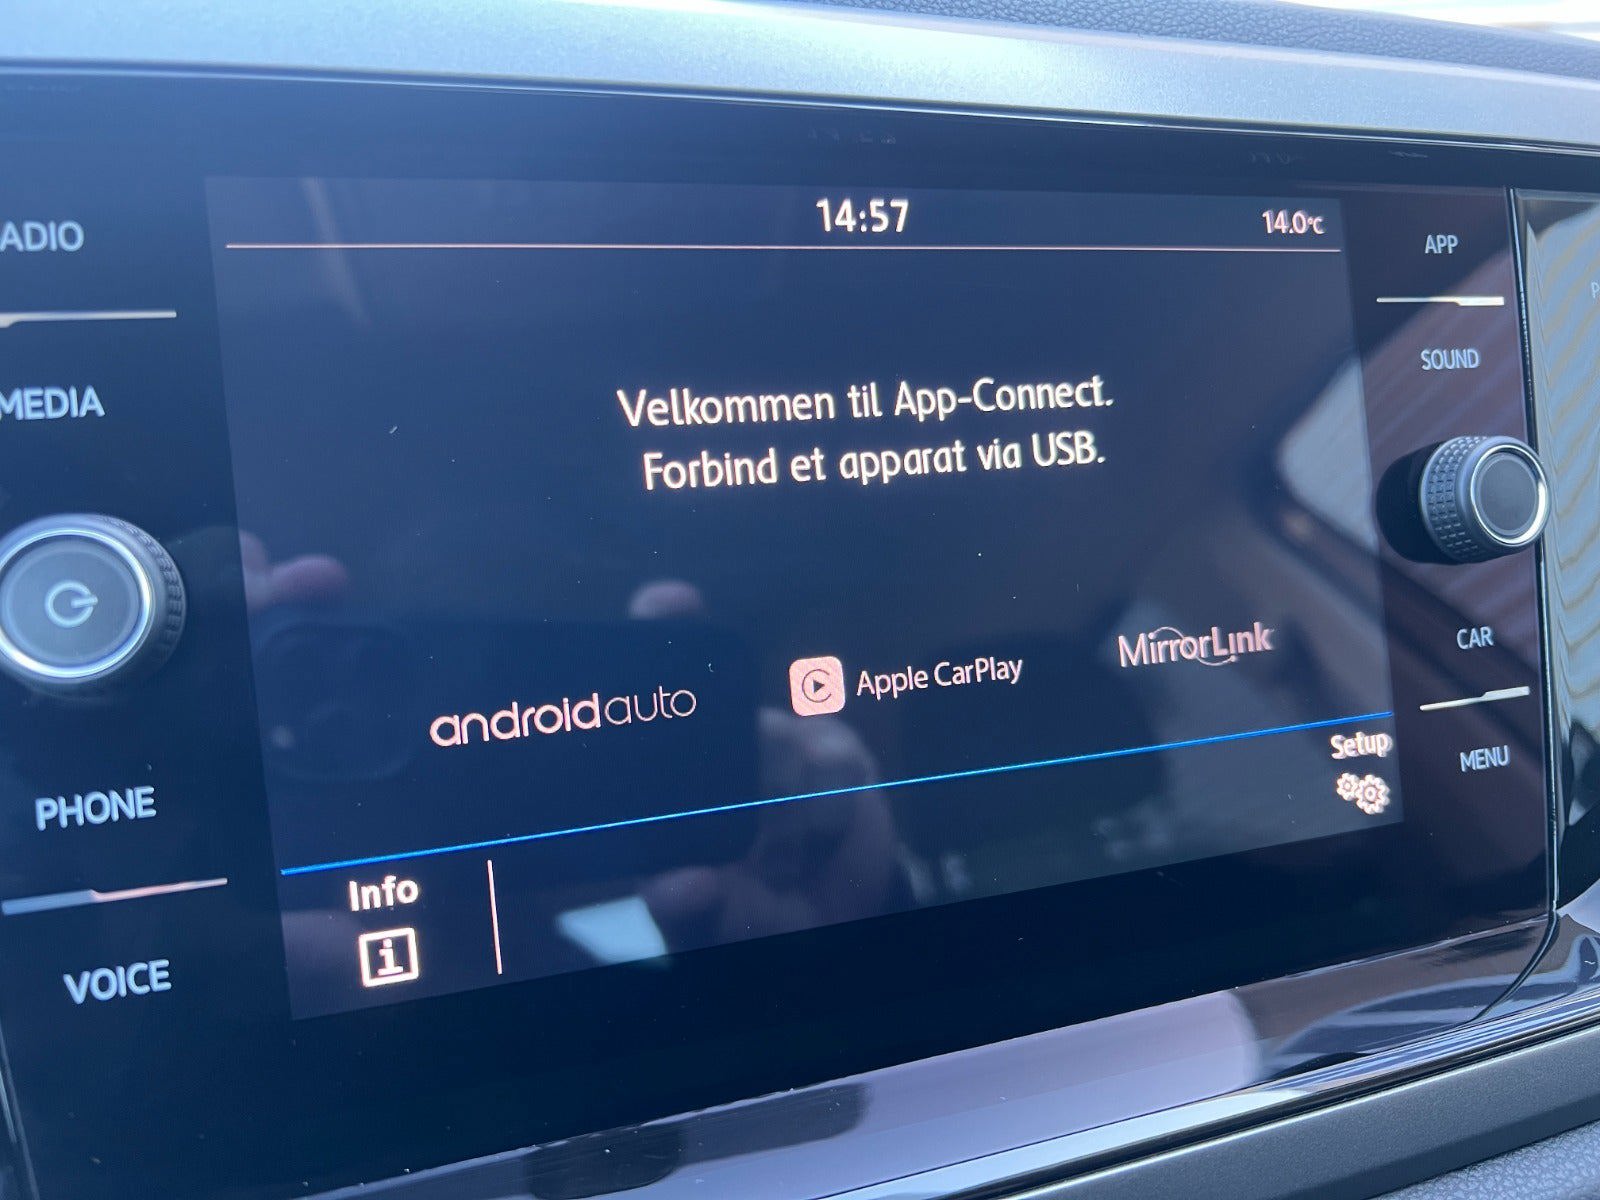 14:57
14.0°C
ADIO
MEDIA
PHONE
VOICE
Velkommen til App-Connect.
Forbind et apparat via USB.
androidauto
Apple CarPlay
MirrorLink
Setup
Info
i
APP
SOUND
CAR
MENU